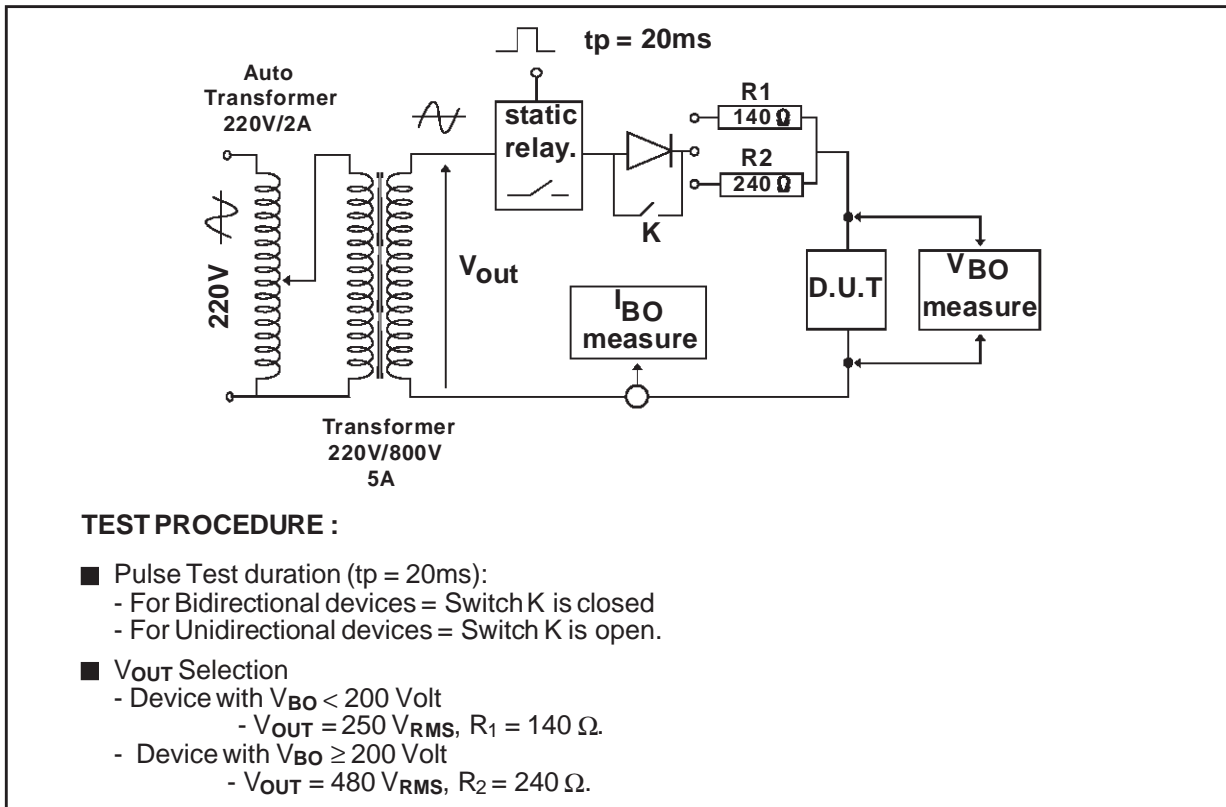 tp = 20ms
Auto
Transformer
220V/2A
static
relay.
R1
140 Ω
R2
240 Ω
K
220V
Vout
IBO
measure
D.U.T
VBO
measure
Transformer
220V/800V
5A
TEST PROCEDURE :
■ Pulse Test duration (tp = 20ms):
- For Bidirectional devices = Switch K is closed
- For Unidirectional devices = Switch K is open.
■ VOUT Selection
- Device with VBO < 200 Volt
- VOUT = 250 VRMS, R1 = 140 Ω.
- Device with VBO ≥ 200 Volt
- VOUT = 480 VRMS, R2 = 240 Ω.